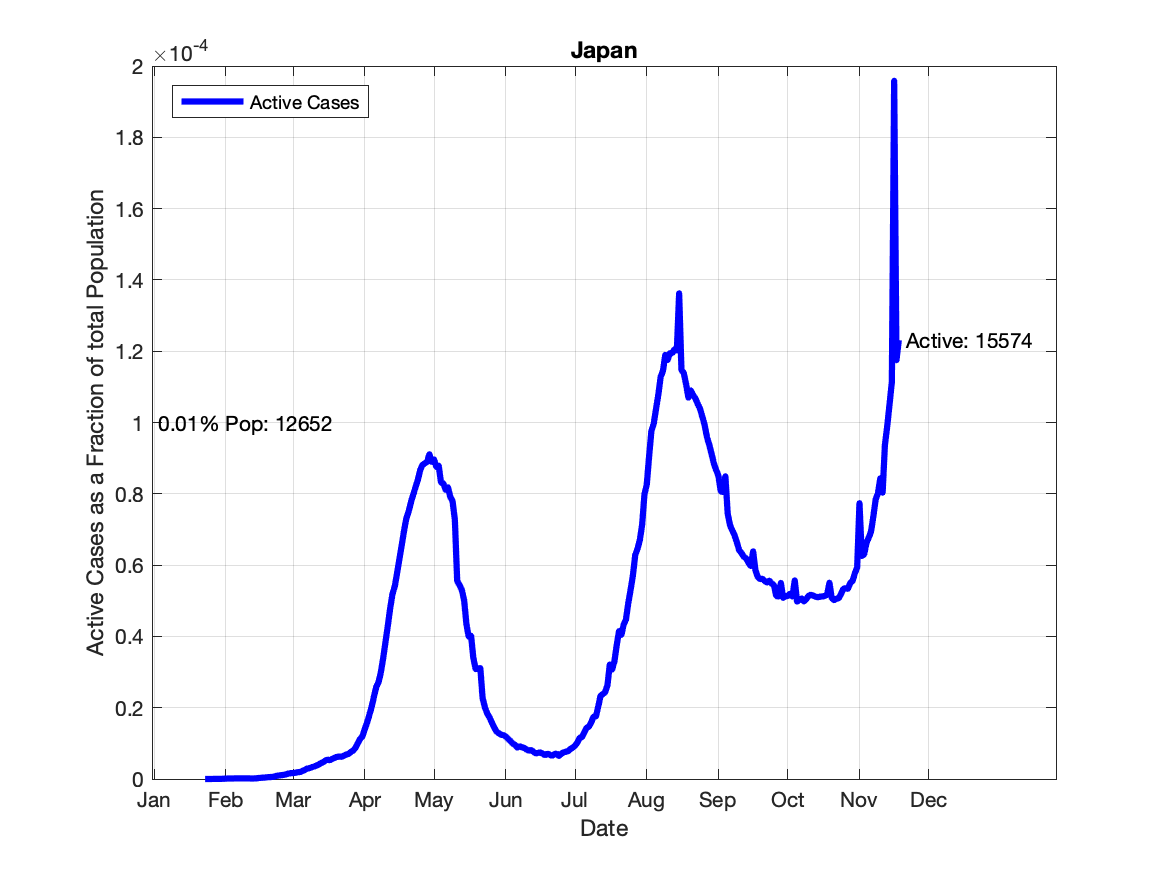 Japan
×10-4
2
1.8
1.6
1.4
1.2
1
0.8
0.6
0.4
0.2
0
Active Cases as a Fraction of total Population
Active Cases
Active: 15574
0.01% Pop: 12652
Jan Feb Mar Apr May Jun Jul Aug Sep Oct Nov Dec
Date